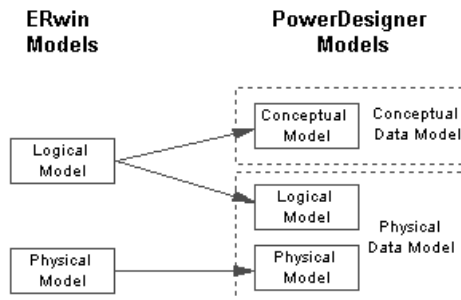 ERwin
Models
PowerDesigner
Models
Conceptual
Model
Conceptual
Data Model
Logical
Model
Logical
Model
Physical
Data Model
Physical
Model
Physical
Model